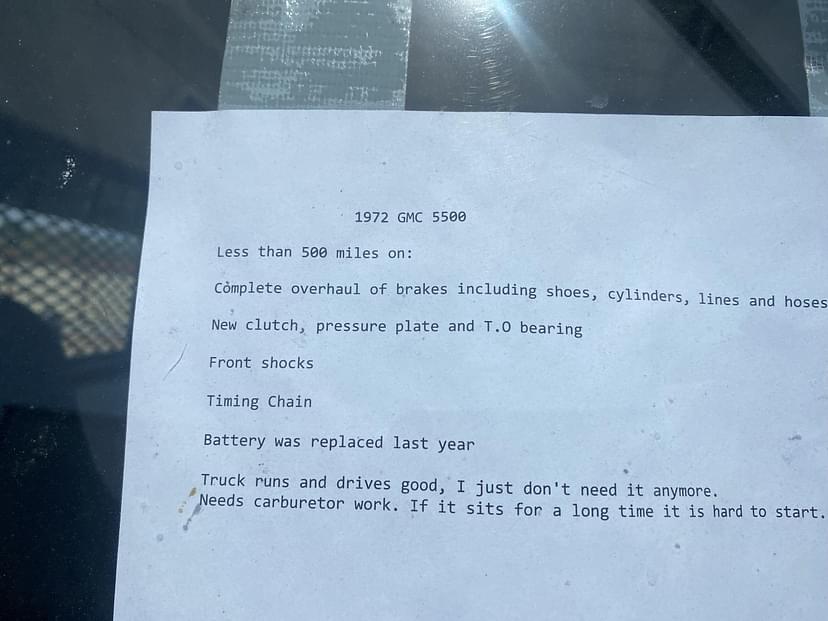 1972 GMC 5500
Less than 500 miles on:
Complete overhaul of brakes including shoes, cylinders, lines and hoses
New clutch, pressure plate and T.O bearing
Front shocks
Timing Chain
Battery was replaced last year
Truck runs and drives good, I just don't need it anymore.
Needs carburetor work. If it sits for a long time it is hard to start.